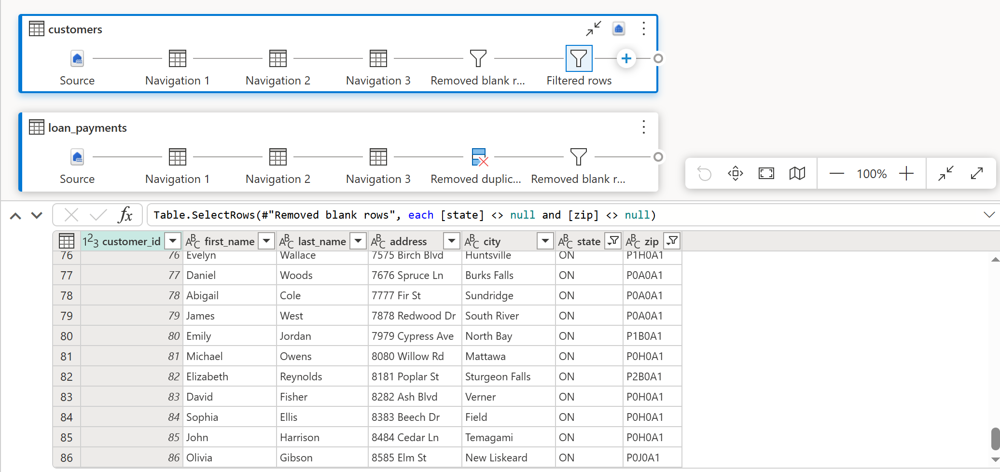 customers
Source Navigation 1 Navigation 2 Navigation 3 Removed blank r... Filtered rows
loan_payments
Source Navigation 1 Navigation 2 Navigation 3 Removed duplic... Removed blank r...
100%
fx Table.SelectRows(#"Removed blank rows", each [state] <> null and [zip] <> null)
123 customer_id ABC first_name ABC last_name ABC address ABC city ABC state ABC zip
76 76 Evelyn Wallace 7575 Birch Blvd Huntsville ON P1H0A1
77 77 Daniel Woods 7676 Spruce Ln Burks Falls ON P0A0A1
78 78 Abigail Cole 7777 Fir St Sundridge ON P0A0A1
79 79 James West 7878 Redwood Dr South River ON P0A0A1
80 80 Emily Jordan 7979 Cypress Ave North Bay ON P1B0A1
81 81 Michael Owens 8080 Willow Rd Mattawa ON P0H0A1
82 82 Elizabeth Reynolds 8181 Poplar St Sturgeon Falls ON P2B0A1
83 83 David Fisher 8282 Ash Blvd Verner ON P0H0A1
84 84 Sophia Ellis 8383 Beech Dr Field ON P0H0A1
85 85 John Harrison 8484 Cedar Ln Temagami ON P0H0A1
86 86 Olivia Gibson 8585 Elm St New Liskeard ON P0J0A1